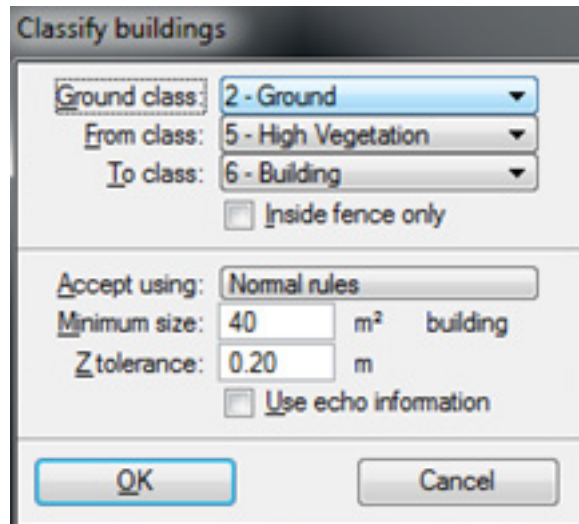 Classify buildings
Ground class: 2 - Ground
From class: 5 - High Vegetation
To class: 6 - Building
Inside fence only
Accept using: Normal rules
Minimum size: 40 m² building
Z tolerance: 0.20 m
Use echo information
OK Cancel